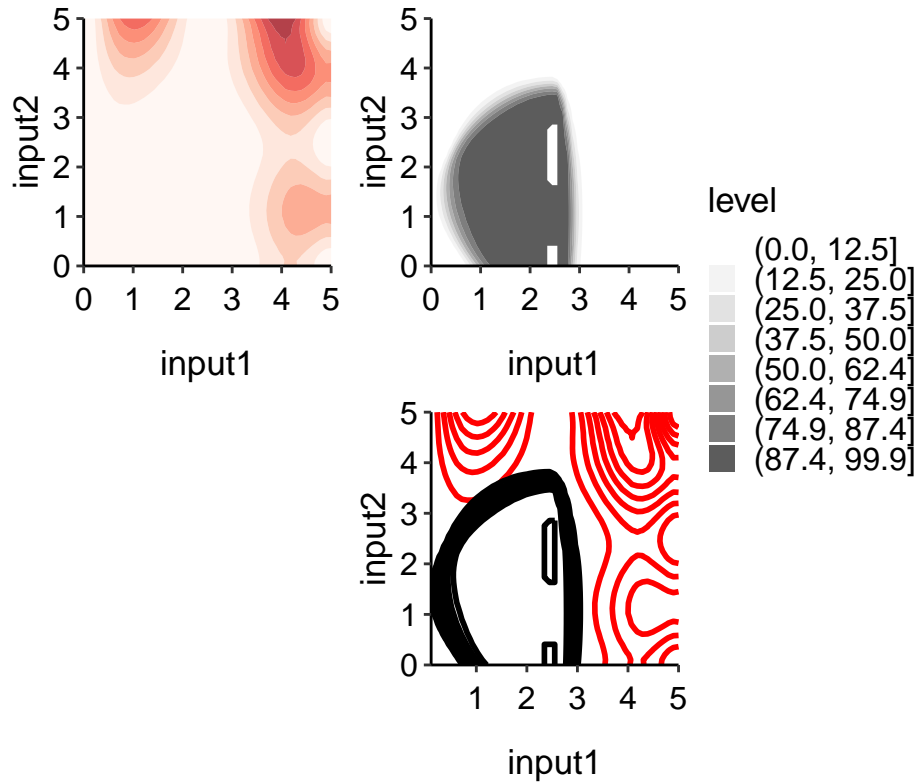 5
4
3
2
1
0
input2
0 1 2 3 4 5
input1
5
4
3
2
1
0
input2
0 1 2 3 4 5
input1
level
(0.0, 12.5]
(12.5, 25.0]
(25.0, 37.5]
(37.5, 50.0]
(50.0, 62.4]
(62.4, 74.9]
(74.9, 87.4]
(87.4, 99.9]
5
4
3
2
1
0
input2
1 2 3 4 5
input1